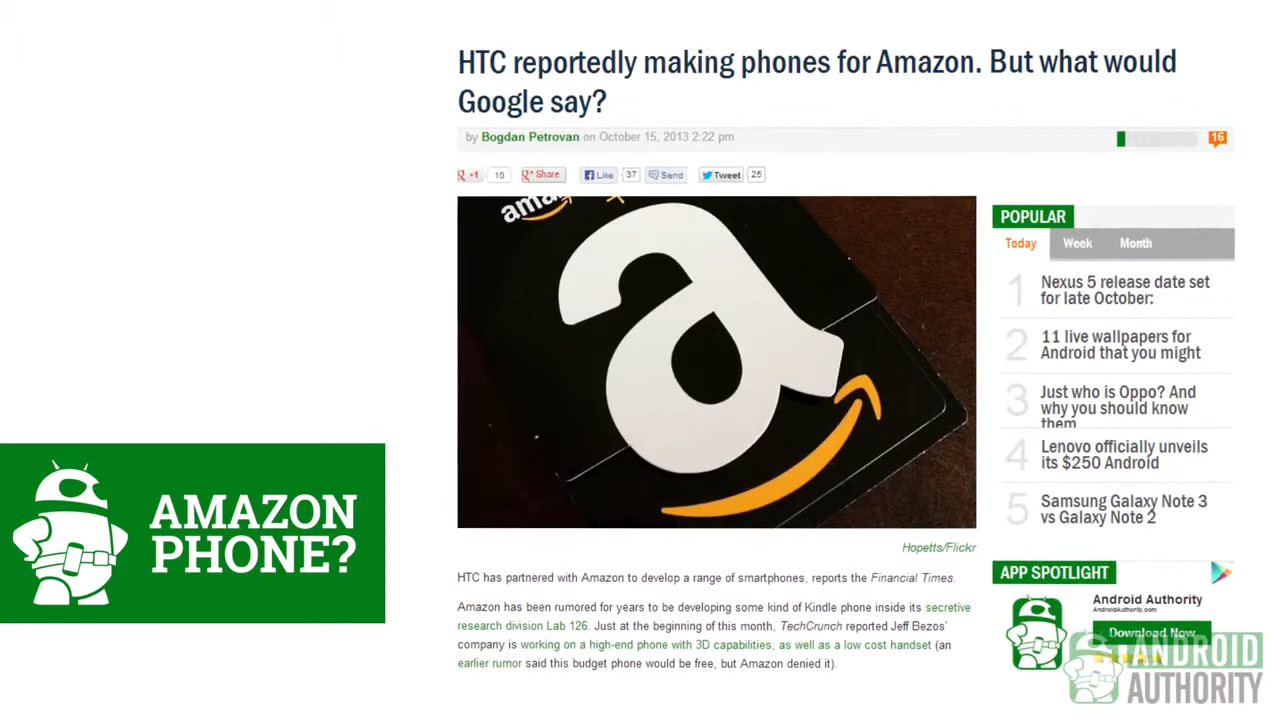 HTC reportedly making phones for Amazon. But what would
Google say?
by Bogdan Petrovan on October 15, 2013 2:22 pm
16
+1 10 Share Like 37 Send Tweet 25
amazon
a
POPULAR
Today Week Month
1 Nexus 5 release date set
for late October:
2 11 live wallpapers for
Android that you might
3 Just who is Oppo? And
why you should know
them
4 Lenovo officially unveils
its $250 Android
5 Samsung Galaxy Note 3
vs Galaxy Note 2
AMAZON
PHONE?
Hopetts/Flickr
HTC has partnered with Amazon to develop a range of smartphones, reports the Financial Times.
Amazon has been rumored for years to be developing some kind of Kindle phone inside its secretive
research division Lab 126. Just at the beginning of this month, TechCrunch reported Jeff Bezos'
company is working on a high-end phone with 3D capabilities, as well as a low cost handset (an
earlier rumor said this budget phone would be free, but Amazon denied it).
APP SPOTLIGHT
Android Authority
AndroidAuthority.com
Download Now
ANDROID
AUTHORITY